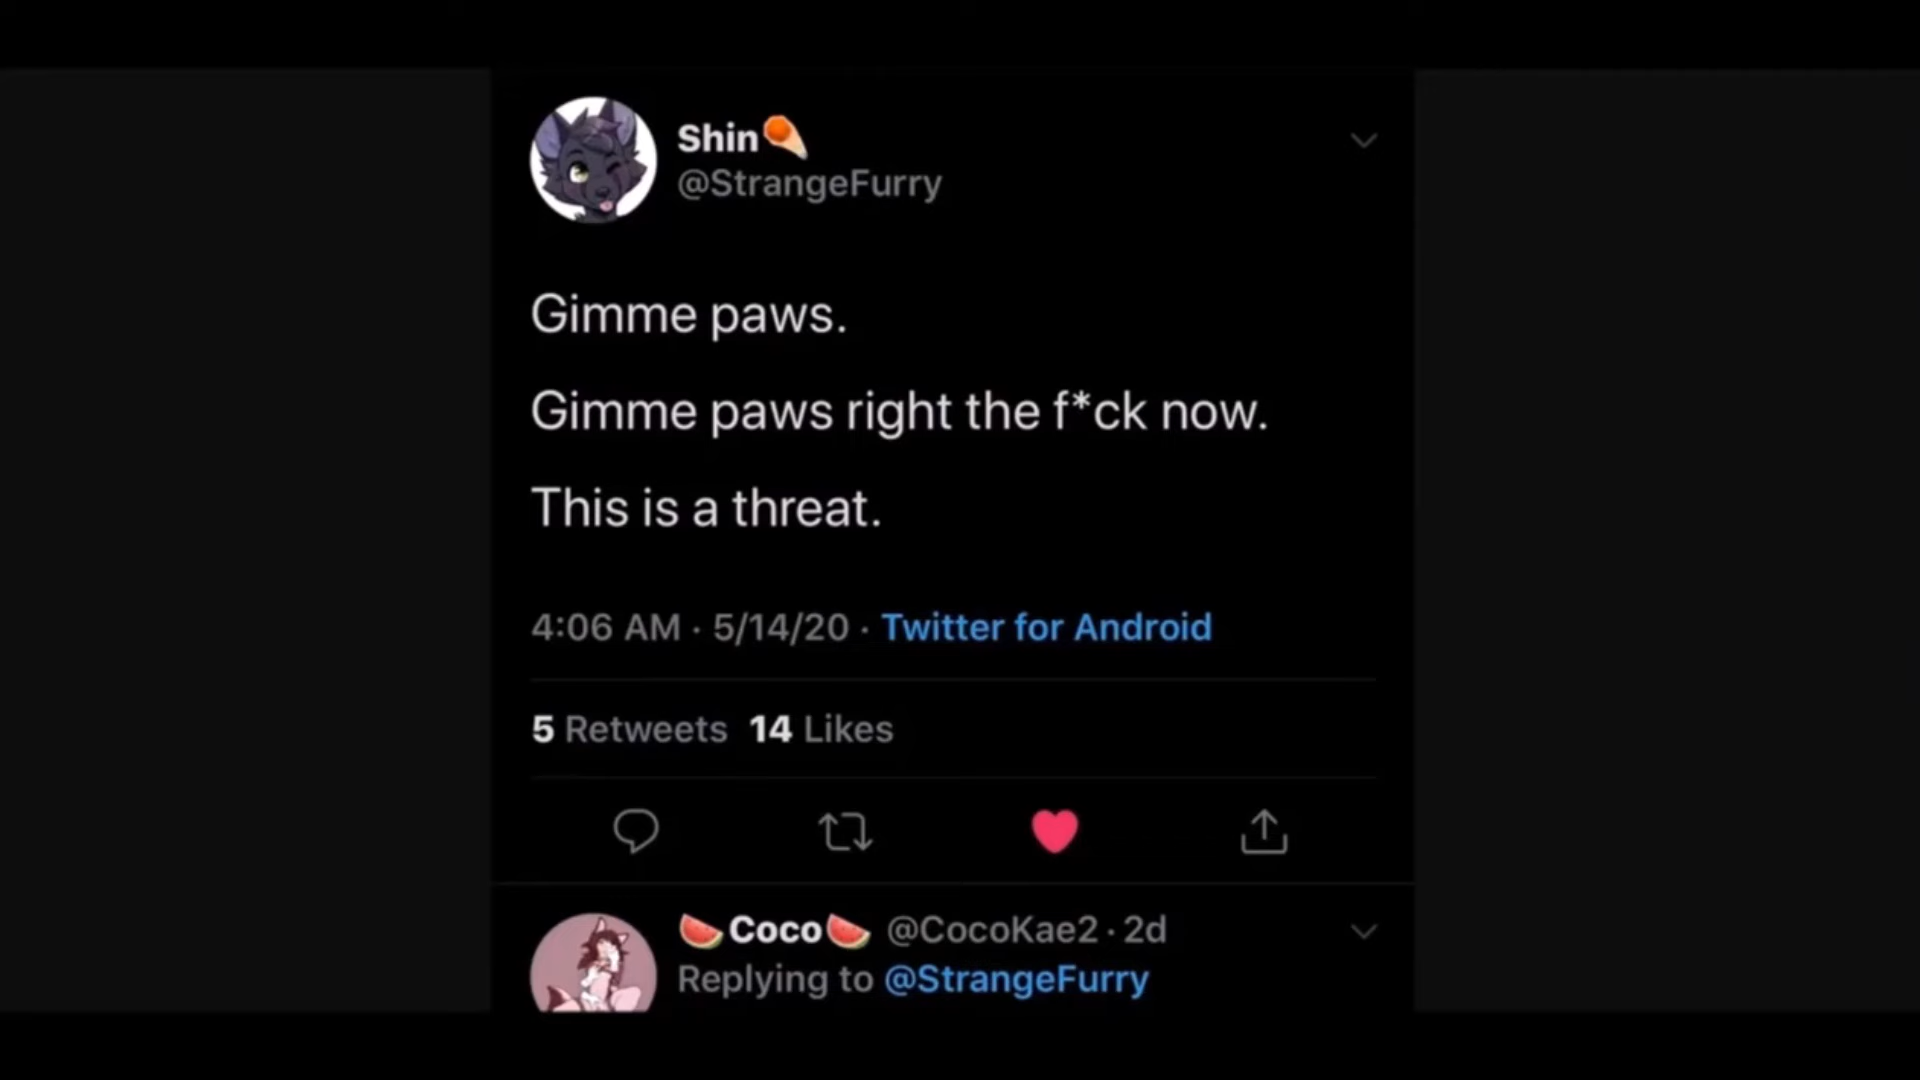 Shin
@StrangeFurry
Gimme paws.
Gimme paws right the f*ck now.
This is a threat.
4:06 AM · 5/14/20 · Twitter for Android
5 Retweets 14 Likes
🍉Coco🍉 @CocoKae2 · 2d
Replying to @StrangeFurry